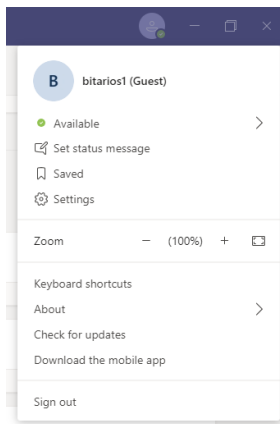 B
bitarios1 (Guest)
Available
Set status message
Saved
Settings
Zoom — (100%) +
Keyboard shortcuts
About
Check for updates
Download the mobile app
Sign out